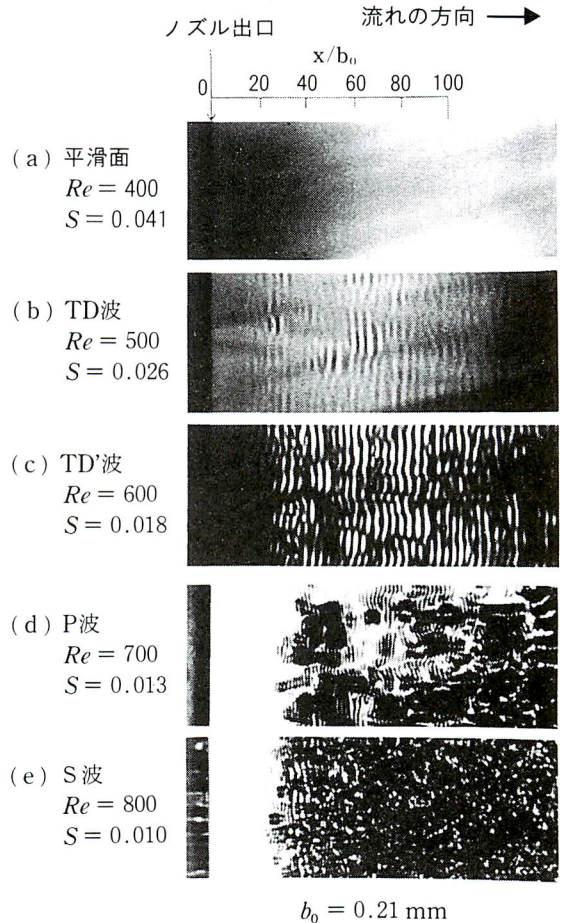 流れの方向
ノズル出口
x/b₀
0 20 40 60 80 100
(a) 平滑面
Re = 400
S = 0.041
(b) TD波
Re = 500
S = 0.026
(c) TD'波
Re = 600
S = 0.018
(d) P波
Re = 700
S = 0.013
(e) S波
Re = 800
S = 0.010
b₀ = 0.21 mm